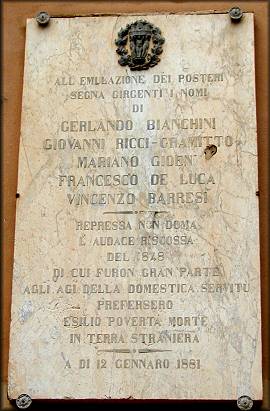 ALL EMULAZIONE DEI POSTERI
SEGNA GIRGENTI I NOMI
DI
GERLANDO BIANCHINI
GIOVANNI RICCI-GRAMITTO
MARIANO GIOENI
FRANCESCO DE LUCA
VINCENZO BARRESI
REPRESSA NON DOMA
L AUDACE RISCOSSA
DEL 1848
DI CUI FURON GRAN PARTE
AGLI AGI DELLA DOMESTICA SERVITÙ
PREFERSERO
ESILIO POVERTÀ MORTE
IN TERRA STRANIERA
A DI 12 GENNARO 1881